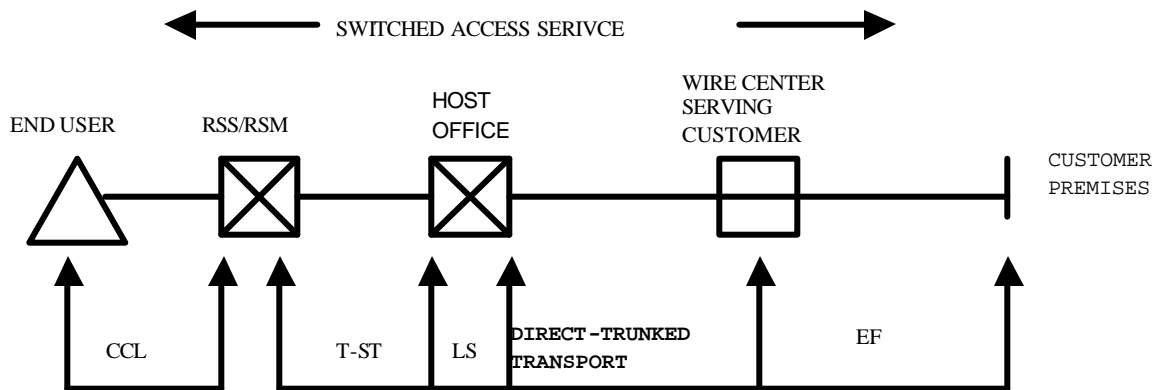 SWITCHED ACCESS SERIVCE
END USER
RSS/RSM
HOST
OFFICE
WIRE CENTER
SERVING
CUSTOMER
CUSTOMER
PREMISES
CCL
T-ST
LS
DIRECT-TRUNKED
TRANSPORT
EF